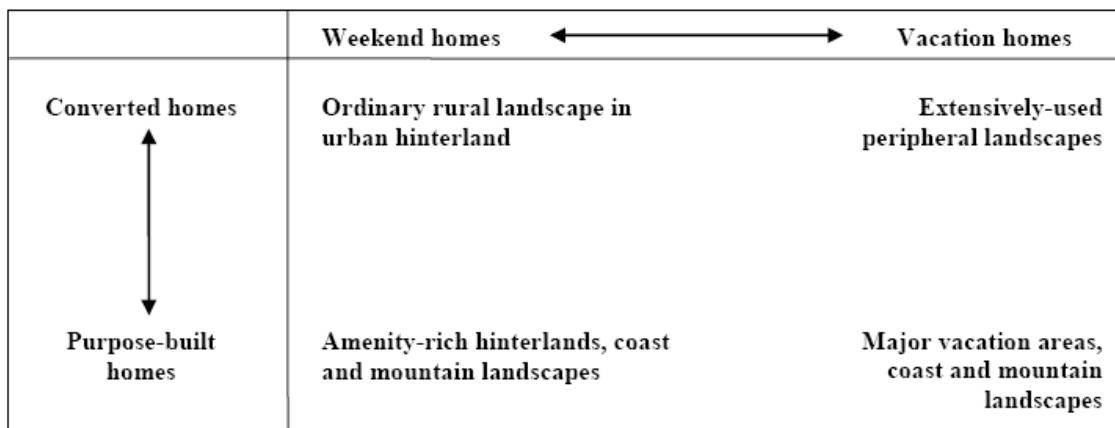 Weekend homes
Vacation homes
Converted homes
Ordinary rural landscape in
urban hinterland
Extensively-used
peripheral landscapes
Purpose-built
homes
Amenity-rich hinterlands, coast
and mountain landscapes
Major vacation areas,
coast and mountain
landscapes